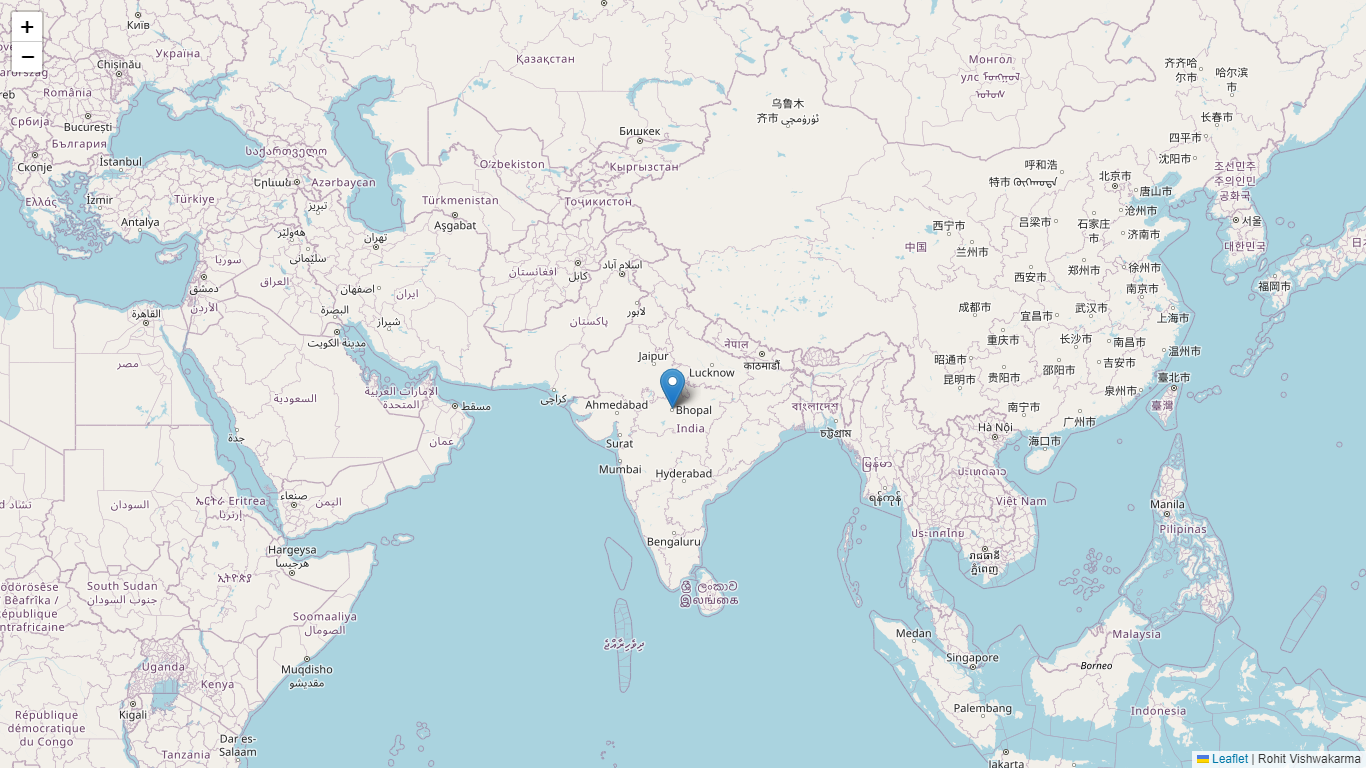 +
−
Київ
Україна
Chișinău
România
Србија
București
България
Скопје
İstanbul
Ελλάς
İzmir
Türkiye
Antalya
საქართველო
Երևան
Azərbaycan
تبریز
Қазақстан
Монгол
улс
齐齐哈
尔市
哈尔滨
市
乌鲁木
齐市 ئۈرۈمچى
长春市
四平市
沈阳市
Бишкек
Oʻzbekiston
Кыргызстан
Тоҷикистон
Türkmenistan
Aşgabat
呼和浩
特市
北京市
唐山市
조선민주
주의인민
공화국
沧州市
서울
대한민국
西宁市
吕梁市
石家庄
市
济南市
中国
兰州市
西安市
郑州市
徐州市
南京市
福岡市
成都市
宜昌市
武汉市
上海市
重庆市
长沙市
南昌市
温州市
昭通市
邵阳市
吉安市
昆明市
贵阳市
泉州市
臺北市
臺灣
南宁市
广州市
海口市
هەولێر
سلێمانی
تهران
سوريا
دمشق
العراق
الأردن
اصفهان
ایران
البصرة
شیراز
مدينة الكويت
القاهرة
مصر
افغانستان
کابل
اسلام آباد
لاہور
پاکستان
नेपाल
काठमाडौं
Jaipur
Lucknow
السعودية
الإمارات العربية
المتحدة
مسقط
کراچی
Ahmedabad
Bhopal
India
বাংলাদেশ
চট্টগ্রাম
جدة
عمان
Surat
Mumbai
Hyderabad
မြန်မာ
ရန်ကုန်
Hà Nội
ປະເທດລາວ
Việt Nam
ประเทศไทย
Manila
Pilipinas
السودان
ኤርትራ Eritrea
إرتريا
صنعاء
اليمن
Hargeysa
هرجيسا
Bengaluru
ශ්‍රී ලංකාව
இலங்கை
ދިވެހިރާއްޖެ
រាជធានី
ភ្នំពេញ
South Sudan
جنوب السودان
ኢትዮጵያ
Soomaaliya
الصومال
Uganda
Kenya
Muqdisho
مقديشو
Kigali
République
démocratique
du Congo
Dar es-
Salaam
Tanzania
Medan
Singapore
Malaysia
Borneo
Palembang
Indonesia
Jakarta
Leaflet | Rohit Vishwakarma